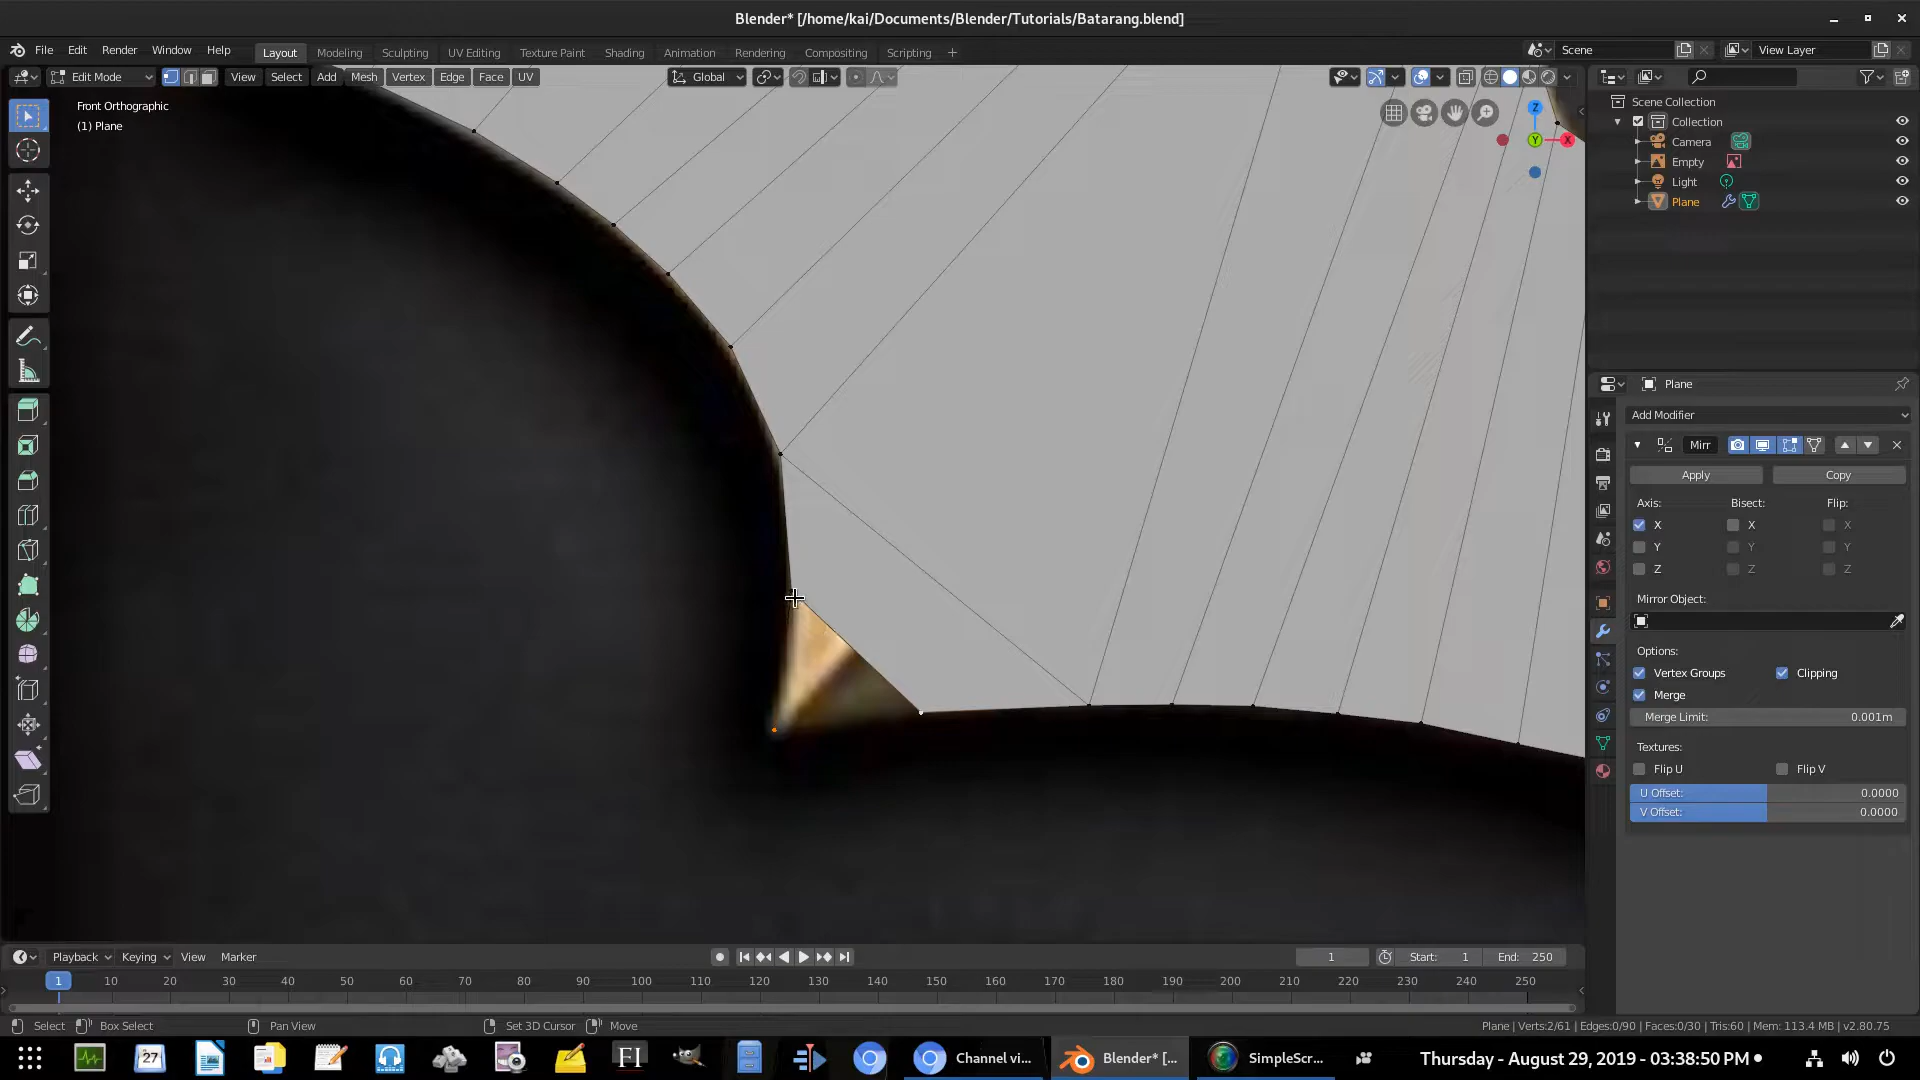 Blender* [/home/kai/Documents/Blender/Tutorials/Batarang.blend]
File Edit Render Window Help Layout Modeling Sculpting UV Editing Texture Paint Shading Animation Rendering Compositing Scripting + Scene View Layer
Edit Mode View Select Add Mesh Vertex Edge Face UV Global
Front Orthographic
(1) Plane
Z
Y X
Scene Collection
Collection
Camera
Empty
Light
Plane
Plane
Add Modifier
Mirr
Apply Copy
Axis: Bisect: Flip:
X X X
Y Y Y
Z Z Z
Mirror Object:
Options:
Vertex Groups Clipping
Merge
Merge Limit: 0.001m
Textures:
Flip U Flip V
U Offset: 0.0000
V Offset: 0.0000
Playback Keying View Marker 1 Start: 1 End: 250
1 10 20 30 40 50 60 70 80 90 100 110 120 130 140 150 160 170 180 190 200 210 220 230 240 250
Select Box Select Pan View Set 3D Cursor Move Plane | Verts:2/61 | Edges:0/90 | Faces:0/30 | Tris:60 | Mem: 113.4 MB | v2.80.75
27 FI Channel vi... Blender* [... SimpleScr... Thursday - August 29, 2019 - 03:38:50 PM